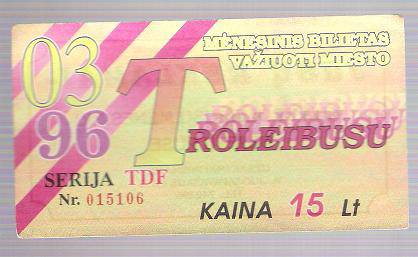 03
96
MĖNESINIS BILIETAS
VAŽIUOTI MIESTO
TROLEIBUSU
SERIJA TDF
Nr. 015106
KAINA 15 Lt